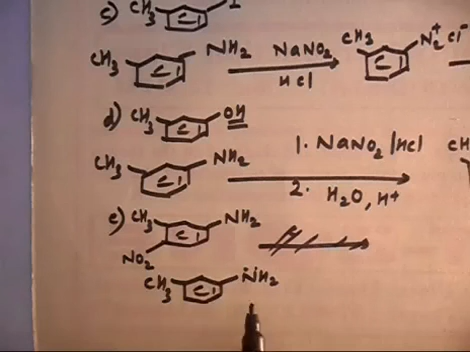 c) CH3 I
CH3 NH2 NaNO2 HCl CH3 N2+ Cl-
d) CH3 OH
CH3 NH2 1. NaNO2/HCl CH
2. H2O, H+
e) CH3 NH2
NO2
CH3 NH2